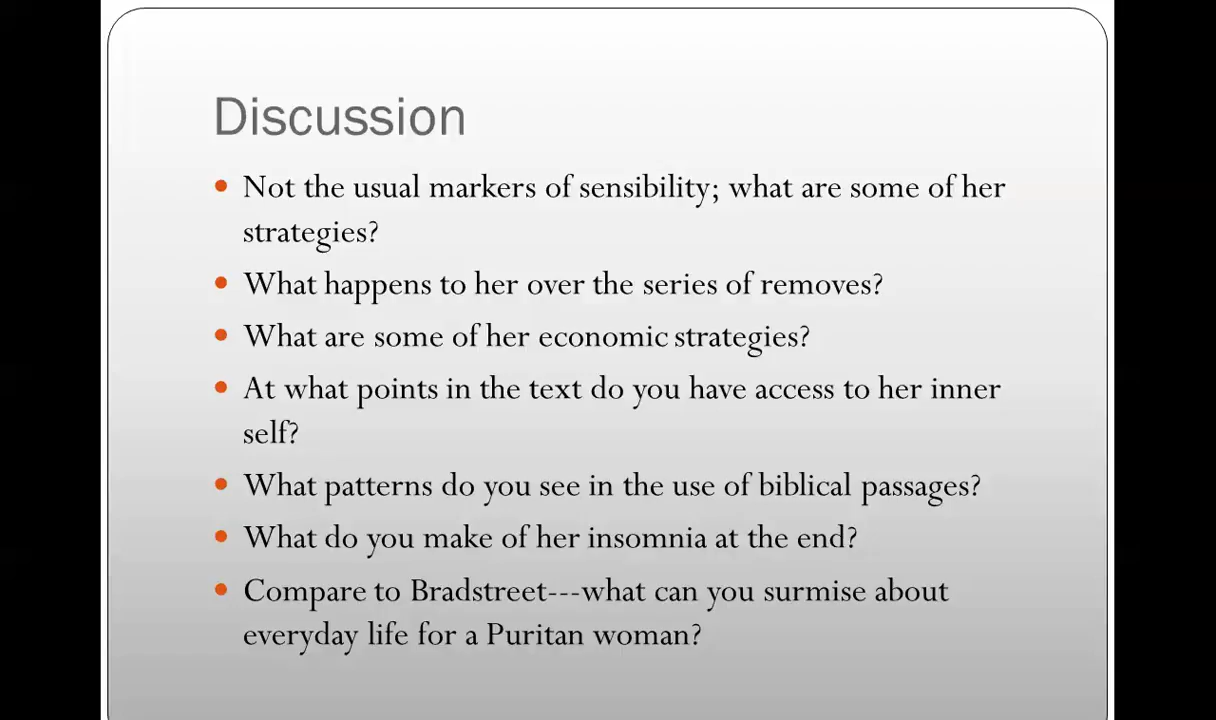 Discussion
• Not the usual markers of sensibility; what are some of her
strategies?
• What happens to her over the series of removes?
• What are some of her economic strategies?
• At what points in the text do you have access to her inner
self?
• What patterns do you see in the use of biblical passages?
• What do you make of her insomnia at the end?
• Compare to Bradstreet---what can you surmise about
everyday life for a Puritan woman?